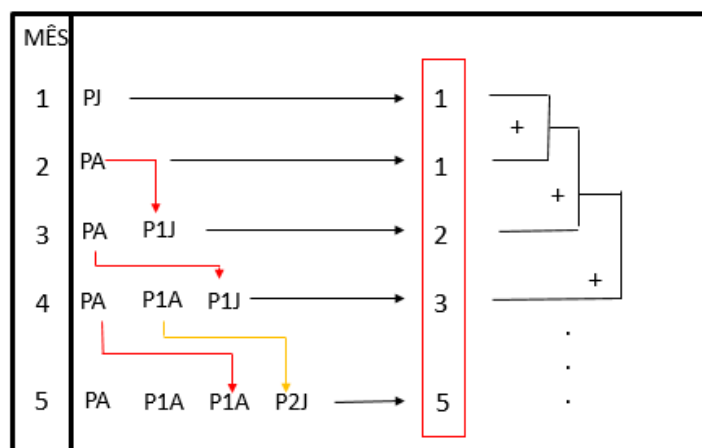 MÊS
1 PJ 1
+
2 PA 1
+
3 PA P1J 2
+
4 PA P1A P1J 3
5 PA P1A P1A P2J 5